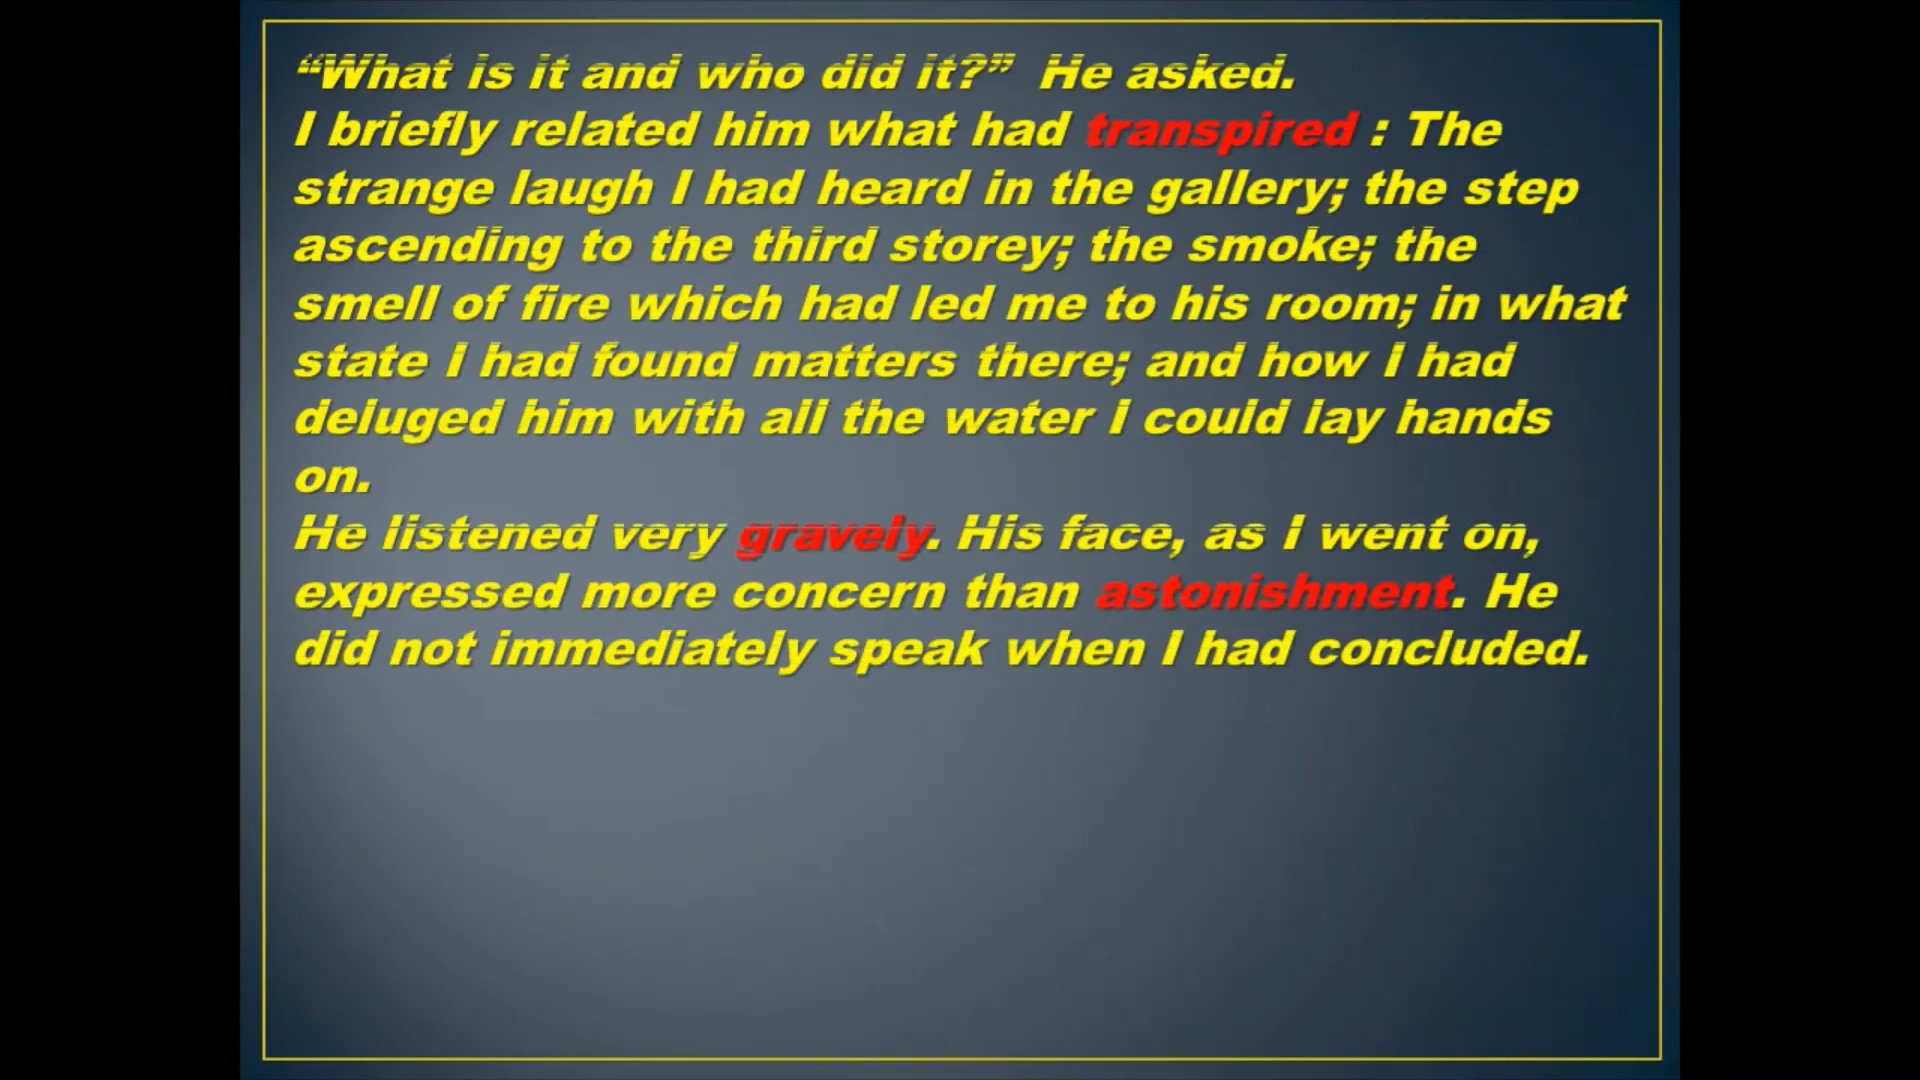 “What is it and who did it?” He asked.
I briefly related him what had transpired : The
strange laugh I had heard in the gallery; the step
ascending to the third storey; the smoke; the
smell of fire which had led me to his room; in what
state I had found matters there; and how I had
deluged him with all the water I could lay hands
on.
He listened very gravely. His face, as I went on,
expressed more concern than astonishment. He
did not immediately speak when I had concluded.